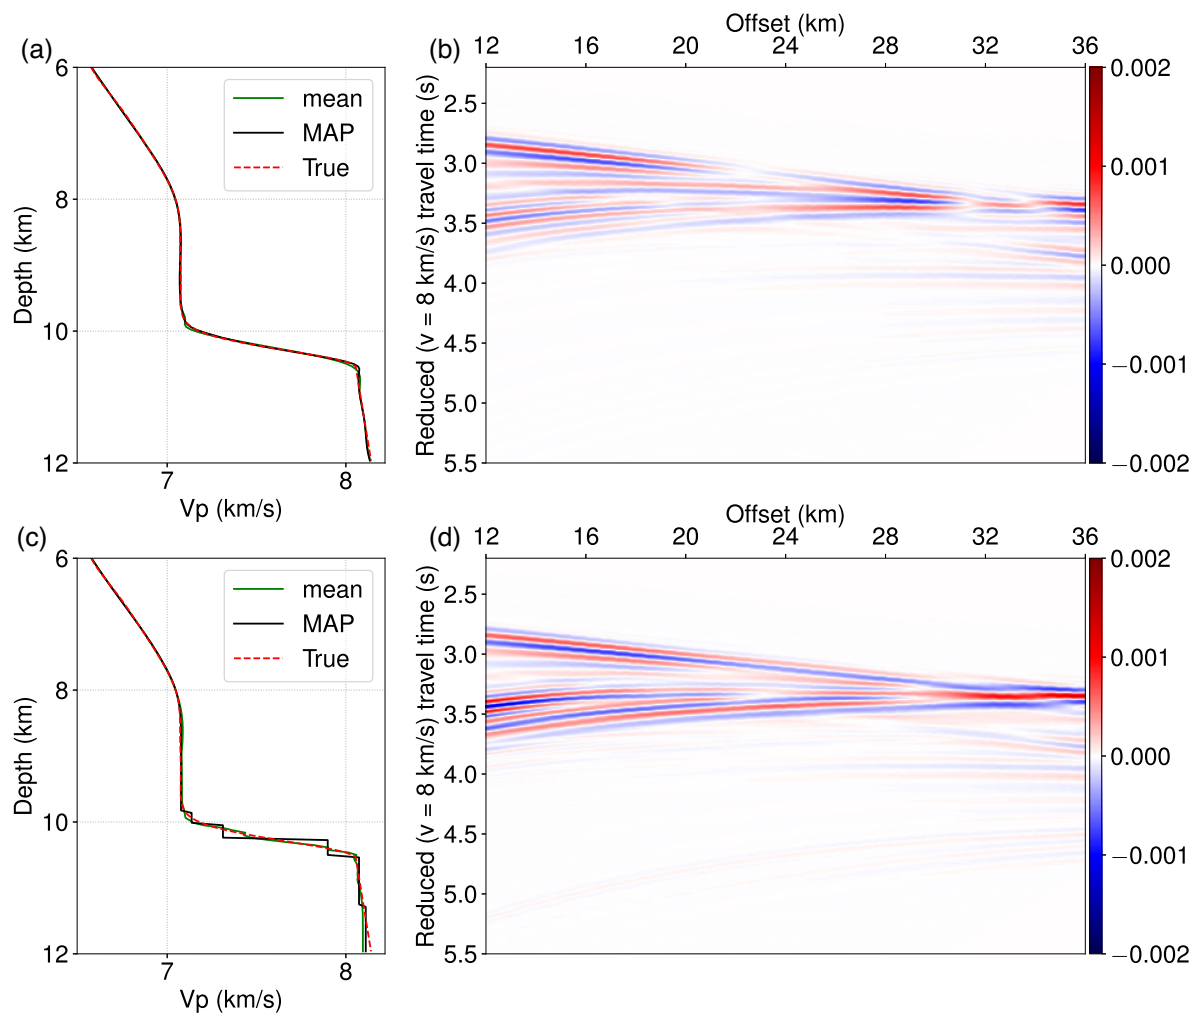 (a)
6
8
10
12
7
8
Depth (km)
Vp (km/s)
mean
MAP
True
(b)
Offset (km)
12
16
20
24
28
32
36
Reduced (v = 8 km/s) travel time (s)
2.5
3.0
3.5
4.0
4.5
5.0
5.5
0.002
0.001
0.000
−0.001
−0.002
(c)
6
8
10
12
7
8
Depth (km)
Vp (km/s)
mean
MAP
True
(d)
Offset (km)
12
16
20
24
28
32
36
Reduced (v = 8 km/s) travel time (s)
2.5
3.0
3.5
4.0
4.5
5.0
5.5
0.002
0.001
0.000
−0.001
−0.002